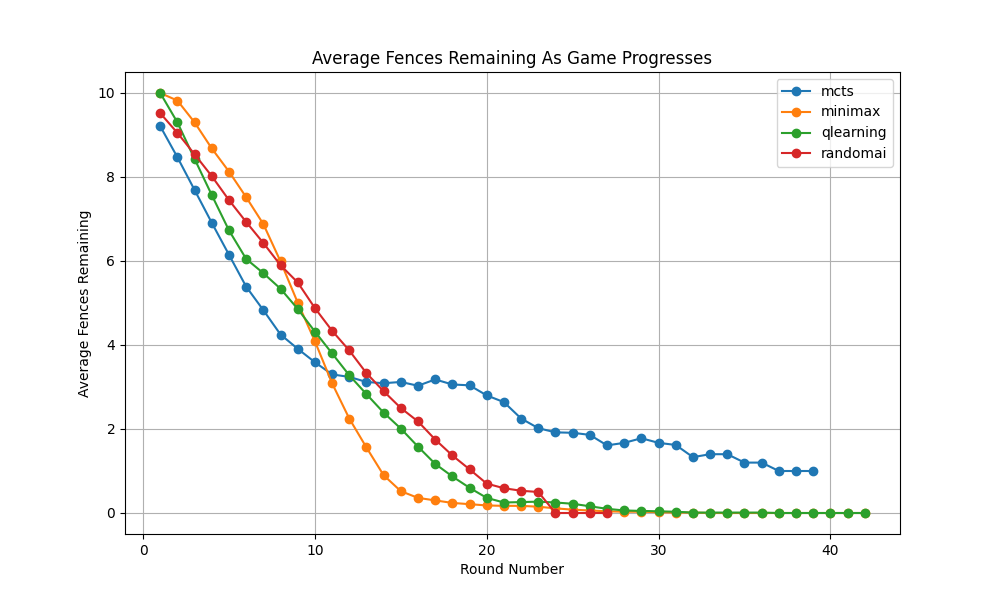 Average Fences Remaining As Game Progresses
mcts
minimax
qlearning
randomai
10
8
6
4
2
0
Average Fences Remaining
0 10 20 30 40
Round Number